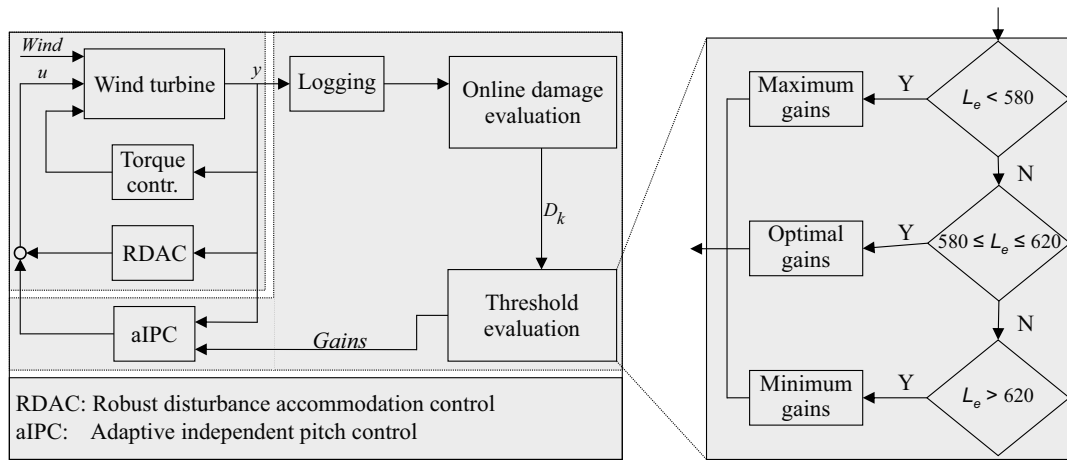 Wind
u
Wind turbine
y
Logging
Online damage
evaluation
Torque
contr.
D_k
RDAC
Threshold
evaluation
aIPC
Gains
RDAC: Robust disturbance accommodation control
aIPC: Adaptive independent pitch control
Maximum
gains
Y
L_e < 580
N
Optimal
gains
Y
580 ≤ L_e ≤ 620
N
Minimum
gains
Y
L_e > 620